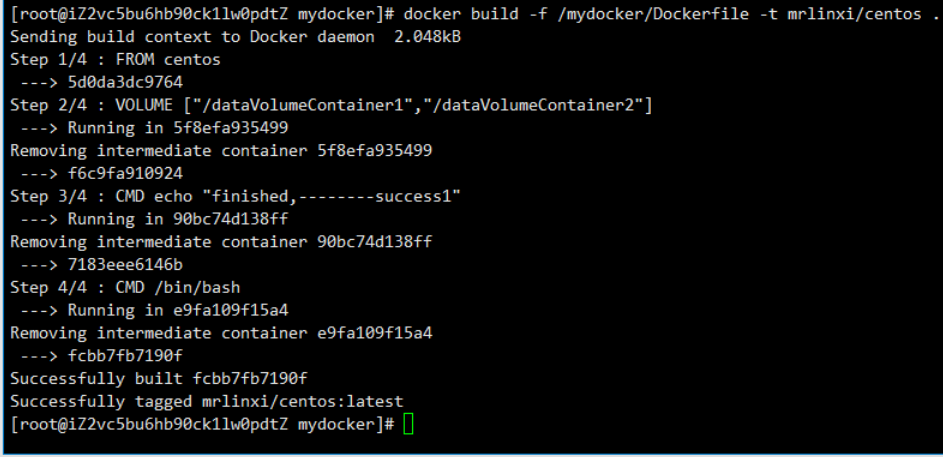 [root@iZ2vc5bu6hb90ck1lw0pdtZ mydocker]# docker build -f /mydocker/Dockerfile -t mrlinxi/centos .
Sending build context to Docker daemon  2.048kB
Step 1/4 : FROM centos
 ---> 5d0da3dc9764
Step 2/4 : VOLUME ["/dataVolumeContainer1","/dataVolumeContainer2"]
 ---> Running in 5f8efa935499
Removing intermediate container 5f8efa935499
 ---> f6c9fa910924
Step 3/4 : CMD echo "finished,--------success1"
 ---> Running in 90bc74d138ff
Removing intermediate container 90bc74d138ff
 ---> 7183eee6146b
Step 4/4 : CMD /bin/bash
 ---> Running in e9fa109f15a4
Removing intermediate container e9fa109f15a4
 ---> fcbb7fb7190f
Successfully built fcbb7fb7190f
Successfully tagged mrlinxi/centos:latest
[root@iZ2vc5bu6hb90ck1lw0pdtZ mydocker]#